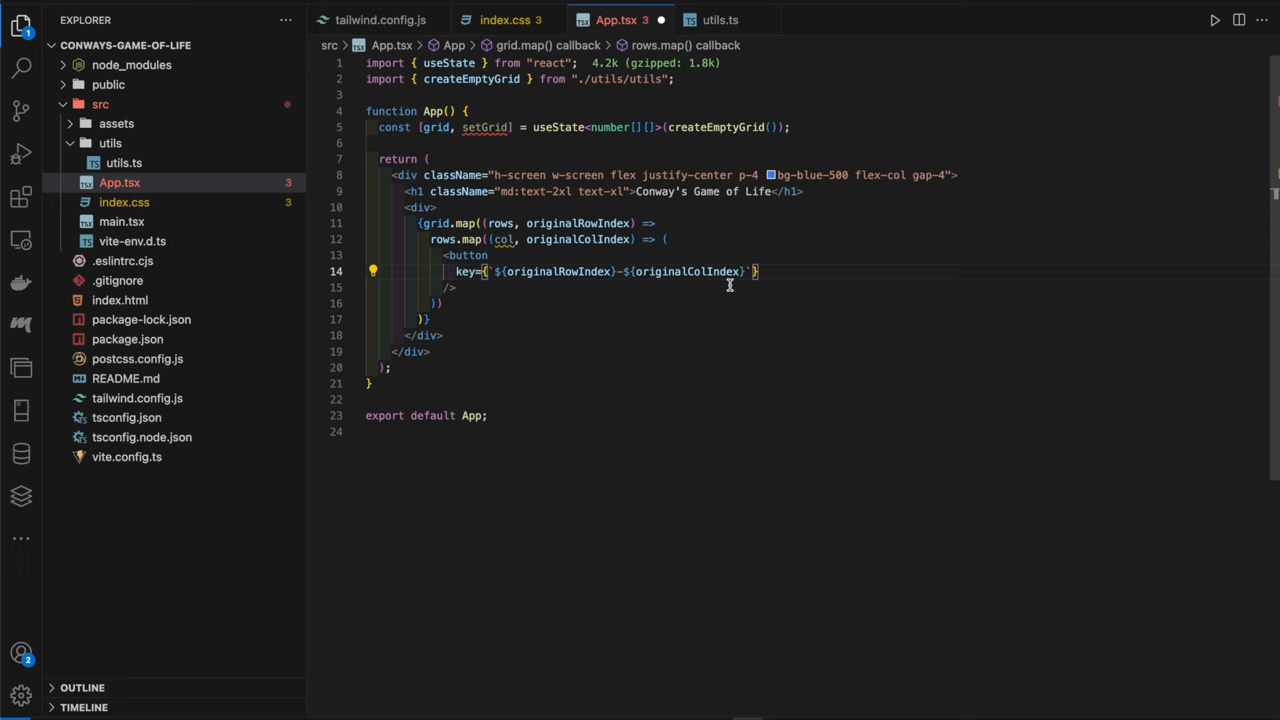 EXPLORER
CONWAYS-GAME-OF-LIFE
node_modules
public
src
assets
utils
utils.ts
App.tsx 3
index.css 3
main.tsx
vite-env.d.ts
.eslintrc.cjs
.gitignore
index.html
package-lock.json
package.json
postcss.config.js
README.md
tailwind.config.js
tsconfig.json
tsconfig.node.json
vite.config.ts
OUTLINE
TIMELINE
1
2
tailwind.config.js index.css 3 App.tsx 3 utils.ts
src > App.tsx > App > grid.map() callback > rows.map() callback
1 import { useState } from "react"; 4.2k (gzipped: 1.8k)
2 import { createEmptyGrid } from "./utils/utils";
3
4 function App() {
5 const [grid, setGrid] = useState<number[][]>(createEmptyGrid());
6
7 return (
8 <div className="h-screen w-screen flex justify-center p-4 bg-blue-500 flex-col gap-4">
9 <h1 className="md:text-2xl text-xl">Conway's Game of Life</h1>
10 <div>
11 {grid.map((rows, originalRowIndex) =>
12 rows.map((col, originalColIndex) => (
13 <button
14 key={`${originalRowIndex}-${originalColIndex}`}
15 />
16 ))
17 )}
18 </div>
19 </div>
20 );
21 }
22
23 export default App;
24